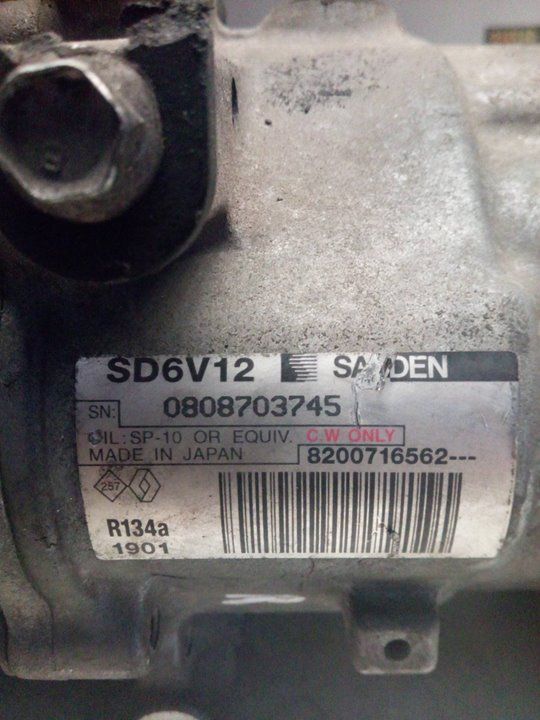 SD6V12 SANDEN
SN: 0808703745
OIL: SP-10 OR EQUIV. C.W ONLY
MADE IN JAPAN 8200716562---
257
R134a
1901